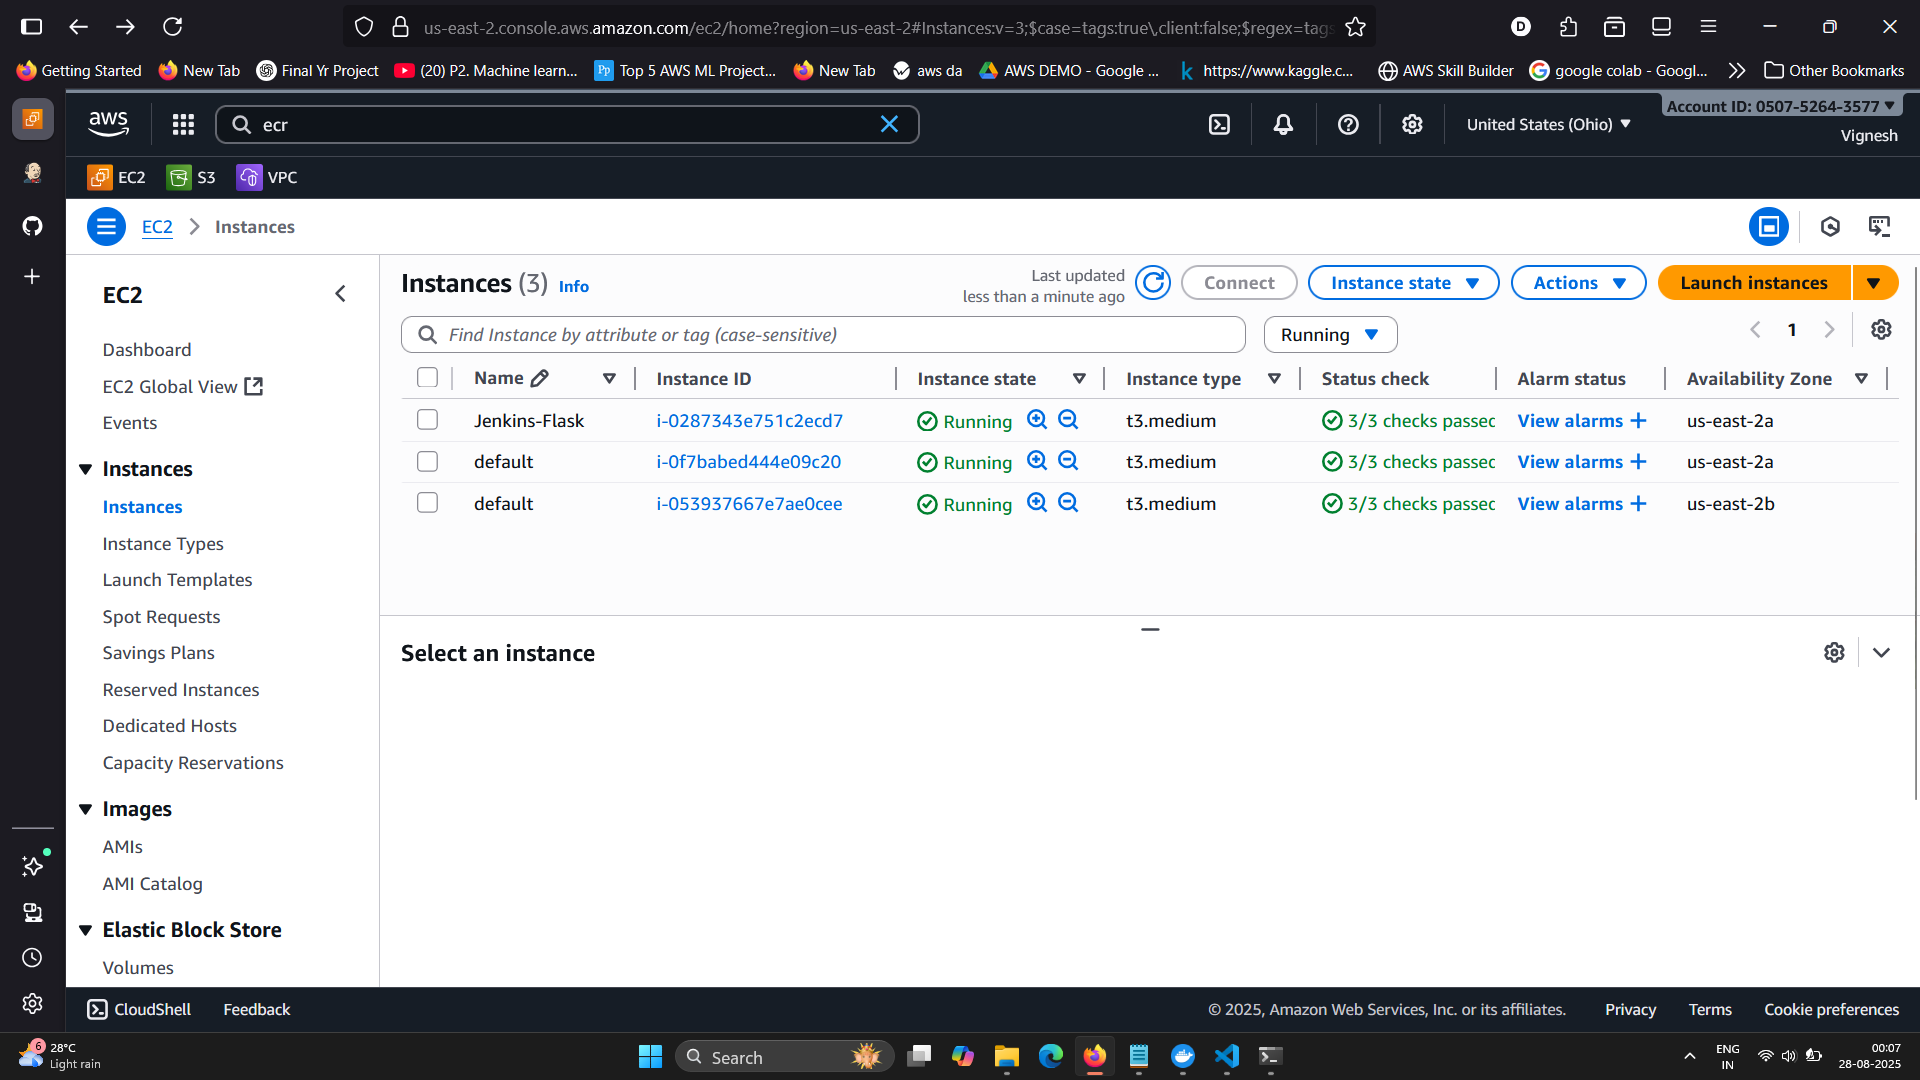 us-east-2.console.aws.amazon.com/ec2/home?region=us-east-2#Instances:v=3;$case=tags:true\,client:false;$regex=tags
D
Getting Started
New Tab
Final Yr Project
(20) P2. Machine learn...
Top 5 AWS ML Project...
New Tab
aws da
AWS DEMO - Google ...
https://www.kaggle.c...
AWS Skill Builder
google colab - Googl...
Other Bookmarks
aws
ecr
United States (Ohio)
Account ID: 0507-5264-3577
Vignesh
EC2
S3
VPC
EC2
Instances
EC2
Dashboard
EC2 Global View
Events
Instances
Instances
Instance Types
Launch Templates
Spot Requests
Savings Plans
Reserved Instances
Dedicated Hosts
Capacity Reservations
Images
AMIs
AMI Catalog
Elastic Block Store
Volumes
Instances (3) Info
Last updated
less than a minute ago
Connect
Instance state
Actions
Launch instances
Find Instance by attribute or tag (case-sensitive)
Running
1
Name Instance ID Instance state Instance type Status check Alarm status Availability Zone
Jenkins-Flask i-0287343e751c2ecd7 Running t3.medium 3/3 checks passed View alarms us-east-2a
default i-0f7babed444e09c20 Running t3.medium 3/3 checks passed View alarms us-east-2a
default i-053937667e7ae0cee Running t3.medium 3/3 checks passed View alarms us-east-2b
Select an instance
CloudShell
Feedback
© 2025, Amazon Web Services, Inc. or its affiliates.
Privacy
Terms
Cookie preferences
6
28°C
Light rain
Search
ENG
IN
00:07
28-08-2025